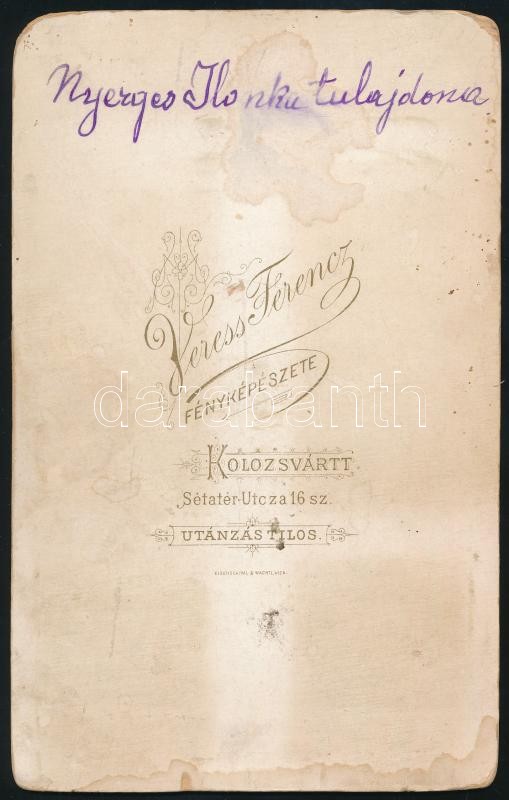 Nyerges Ilonka tulajdona
Veress Ferencz
FÉNYKÉPÉSZETE
darabanth
KOLOZSVÁRTT
Sétatér-Utcza 16 sz.
UTÁNZÁS TILOS.